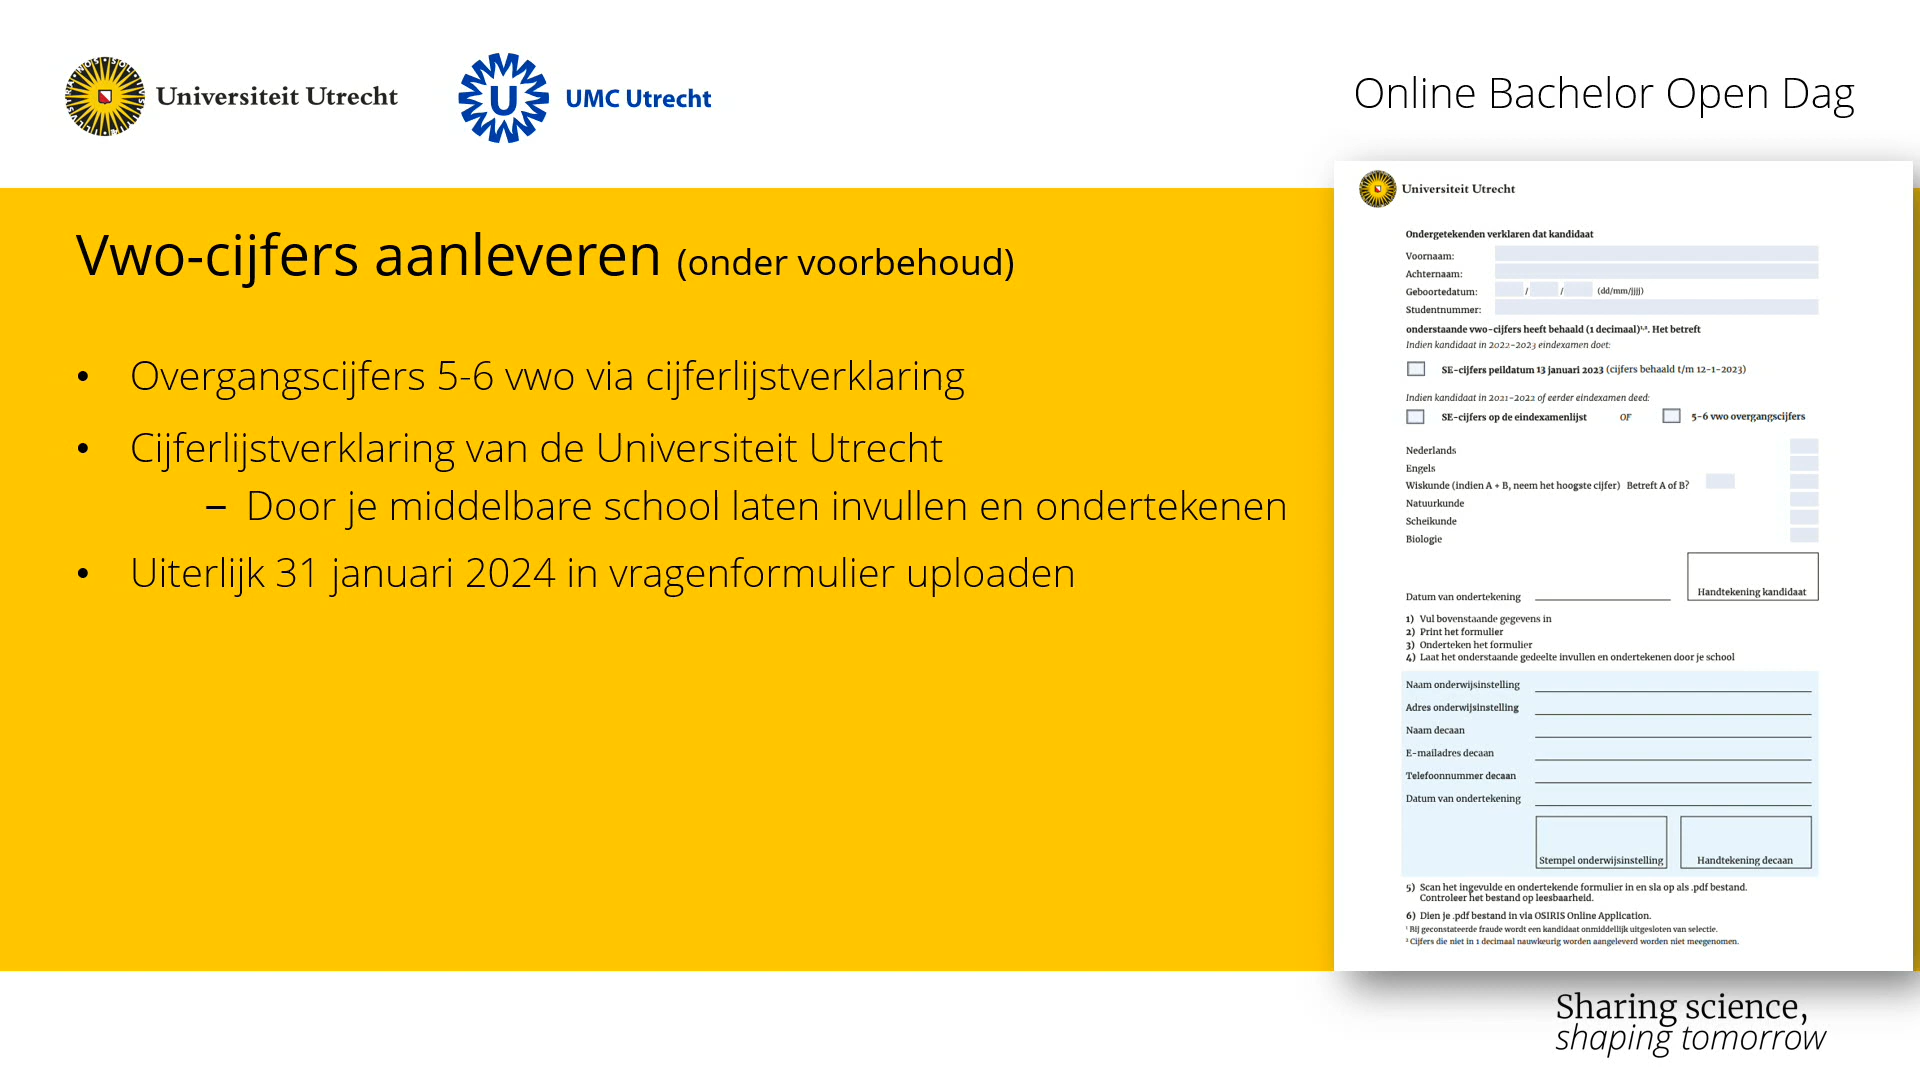 Universiteit Utrecht
UMC Utrecht
Online Bachelor Open Dag
Vwo-cijfers aanleveren (onder voorbehoud)
• Overgangscijfers 5-6 vwo via cijferlijstverklaring
• Cijferlijstverklaring van de Universiteit Utrecht
– Door je middelbare school laten invullen en ondertekenen
• Uiterlijk 31 januari 2024 in vragenformulier uploaden
Universiteit Utrecht
Ondergetekenden verklaren dat kandidaat
Voornaam:
Achternaam:
Geboortedatum: / / (dd/mm/jjjj)
Studentnummer:
onderstaande vwo-cijfers heeft behaald (1 decimaal)¹,². Het betreft
Indien kandidaat in 2022-2023 eindexamen doet:
SE-cijfers peildatum 13 januari 2023 (cijfers behaald t/m 12-1-2023)
Indien kandidaat in 2021-2022 of eerder eindexamen deed:
SE-cijfers op de eindexamenlijst OF 5-6 vwo overgangscijfers
Nederlands
Engels
Wiskunde (indien A + B, neem het hoogste cijfer) Betreft A of B?
Natuurkunde
Scheikunde
Biologie
Datum van ondertekening
Handtekening kandidaat
1) Vul bovenstaande gegevens in
2) Print het formulier
3) Onderteken het formulier
4) Laat het onderstaande gedeelte invullen en ondertekenen door je school
Naam onderwijsinstelling
Adres onderwijsinstelling
Naam decaan
E-mailadres decaan
Telefoonnummer decaan
Datum van ondertekening
Stempel onderwijsinstelling Handtekening decaan
5) Scan het ingevulde en ondertekende formulier in en sla op als .pdf bestand.
Controleer het bestand op leesbaarheid.
6) Dien je .pdf bestand in via OSIRIS Online Application.
¹ Bij geconstateerde fraude wordt een kandidaat onmiddellijk uitgesloten van selectie.
² Cijfers die niet in 1 decimaal nauwkeurig worden aangeleverd worden niet meegenomen.
Sharing science,
shaping tomorrow